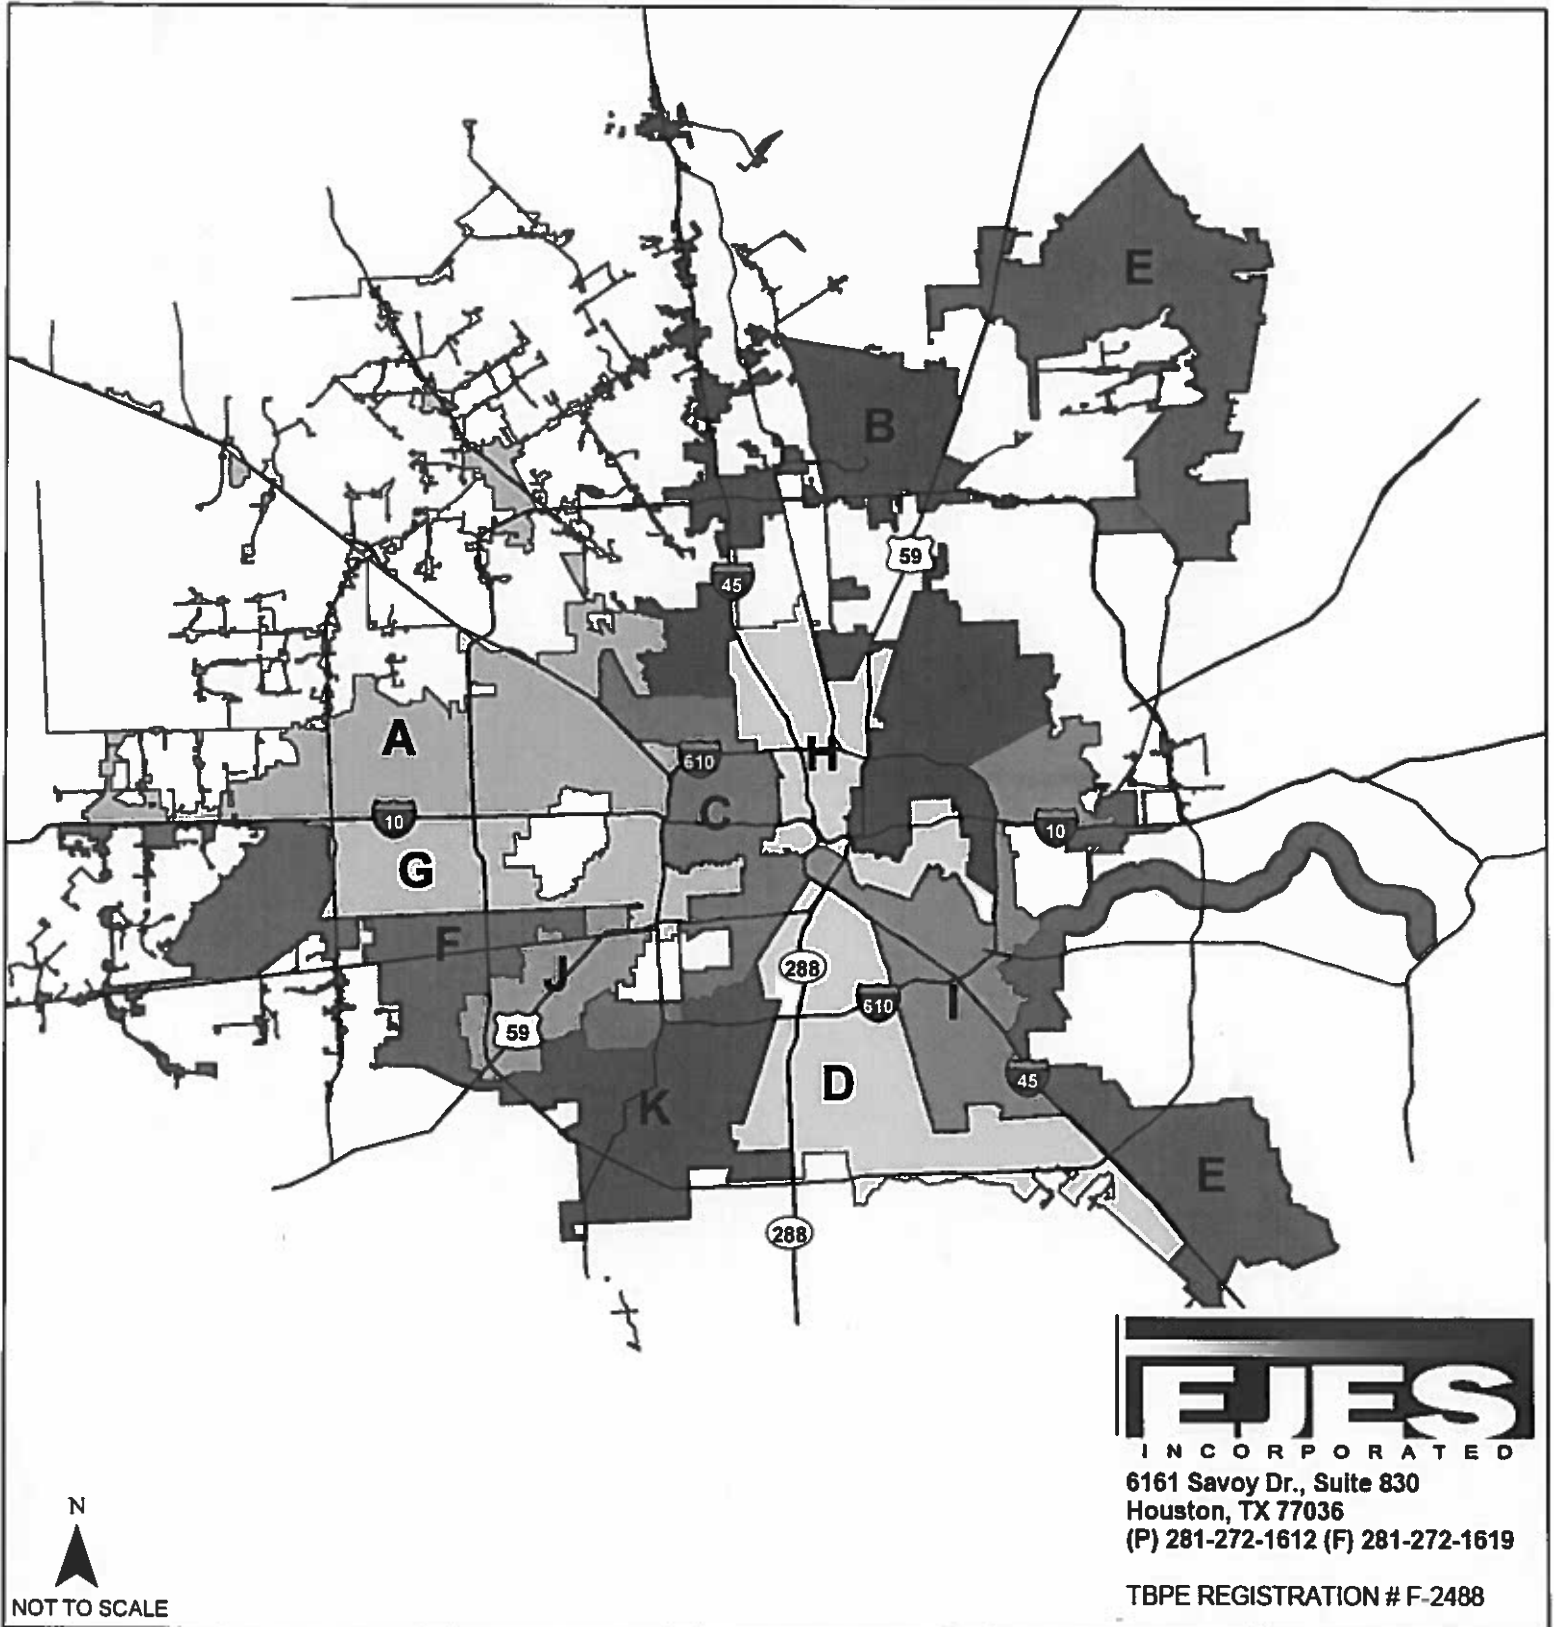 E
B
59
45
A
H
610
C
10
10
G
F
J
288
610
I
59
45
D
K
E
288
EJES
INCORPORATED
6161 Savoy Dr., Suite 830
Houston, TX 77036
(P) 281-272-1612 (F) 281-272-1619
TBPE REGISTRATION # F-2488
N
NOT TO SCALE